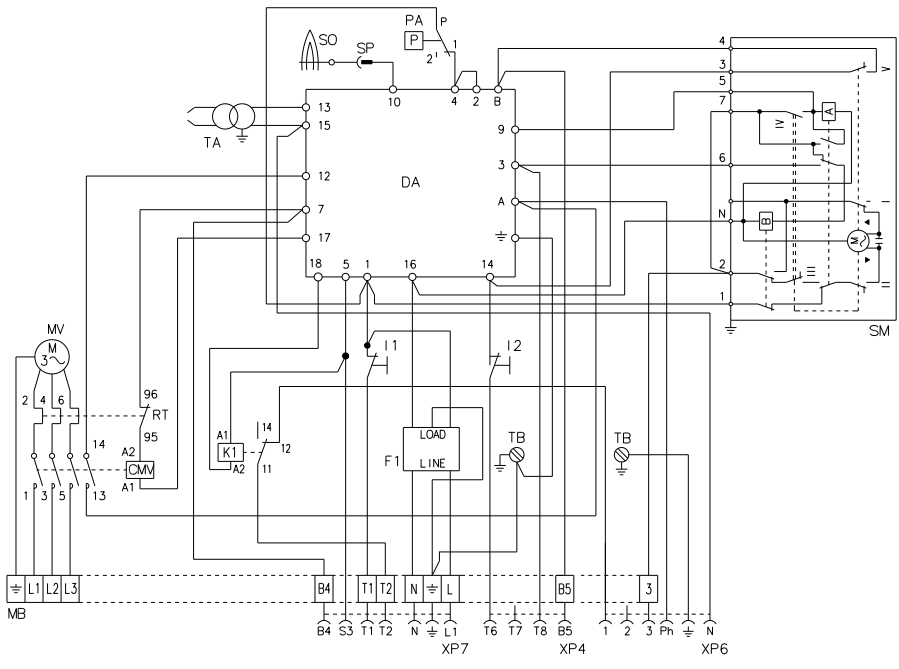 PA
P
P
SO
SP
1
2'
4
3
5
7
6
N
2
1
10
4
2
B
13
15
TA
12
7
17
DA
9
3
A
18
5
1
16
14
IV
A
V
B
I
M
III
II
SM
MV
M
3
2
4
6
96
RT
95
14
13
A2
CMV
A1
1
3
5
I1
I2
A1
K1
A2
14
12
11
LOAD
F1
LINE
TB
TB
L1
L2
L3
B4
T1
T2
N
L
B5
3
MB
B4
S3
T1
T2
N
L1
T6
T7
T8
B5
1
2
3
Ph
N
XP7
XP4
XP6